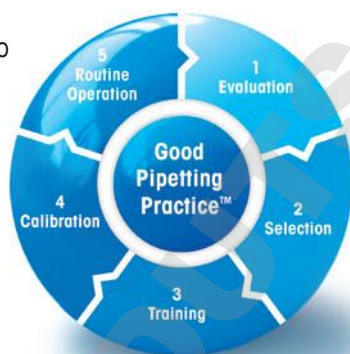 Good
Pipetting
Practice™
1
Evaluation
2
Selection
3
Training
4
Calibration
5
Routine
Operation